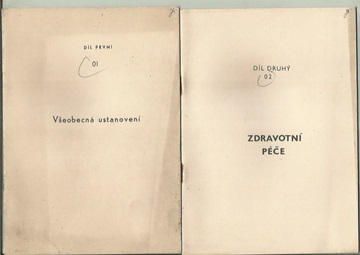 DÍL PRVNÍ
01
Všeobecná ustanovení
DÍL DRUHÝ
02
ZDRAVOTNÍ
PÉČE